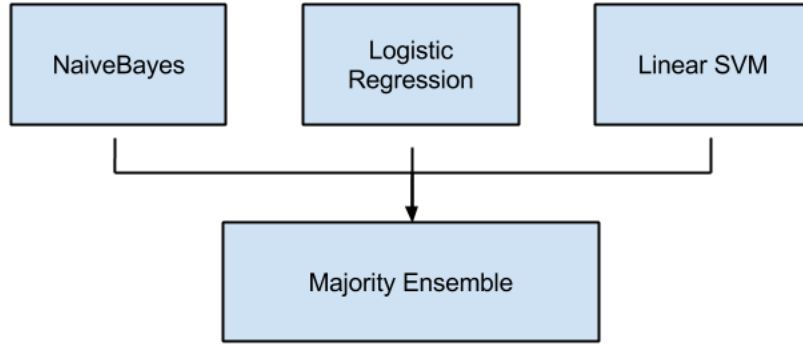 NaiveBayes
Logistic
Regression
Linear SVM
Majority Ensemble